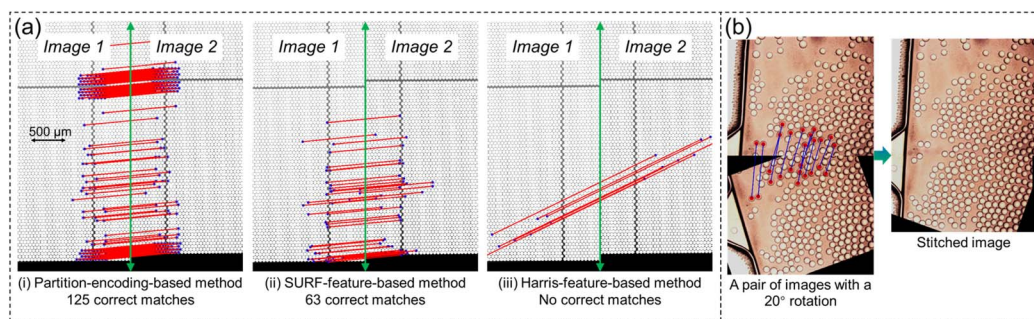 (a)
Image 1
Image 2
500 µm
(i) Partition-encoding-based method
125 correct matches
Image 1
Image 2
(ii) SURF-feature-based method
63 correct matches
Image 1
Image 2
(iii) Harris-feature-based method
No correct matches
(b)
A pair of images with a
20° rotation
Stitched image